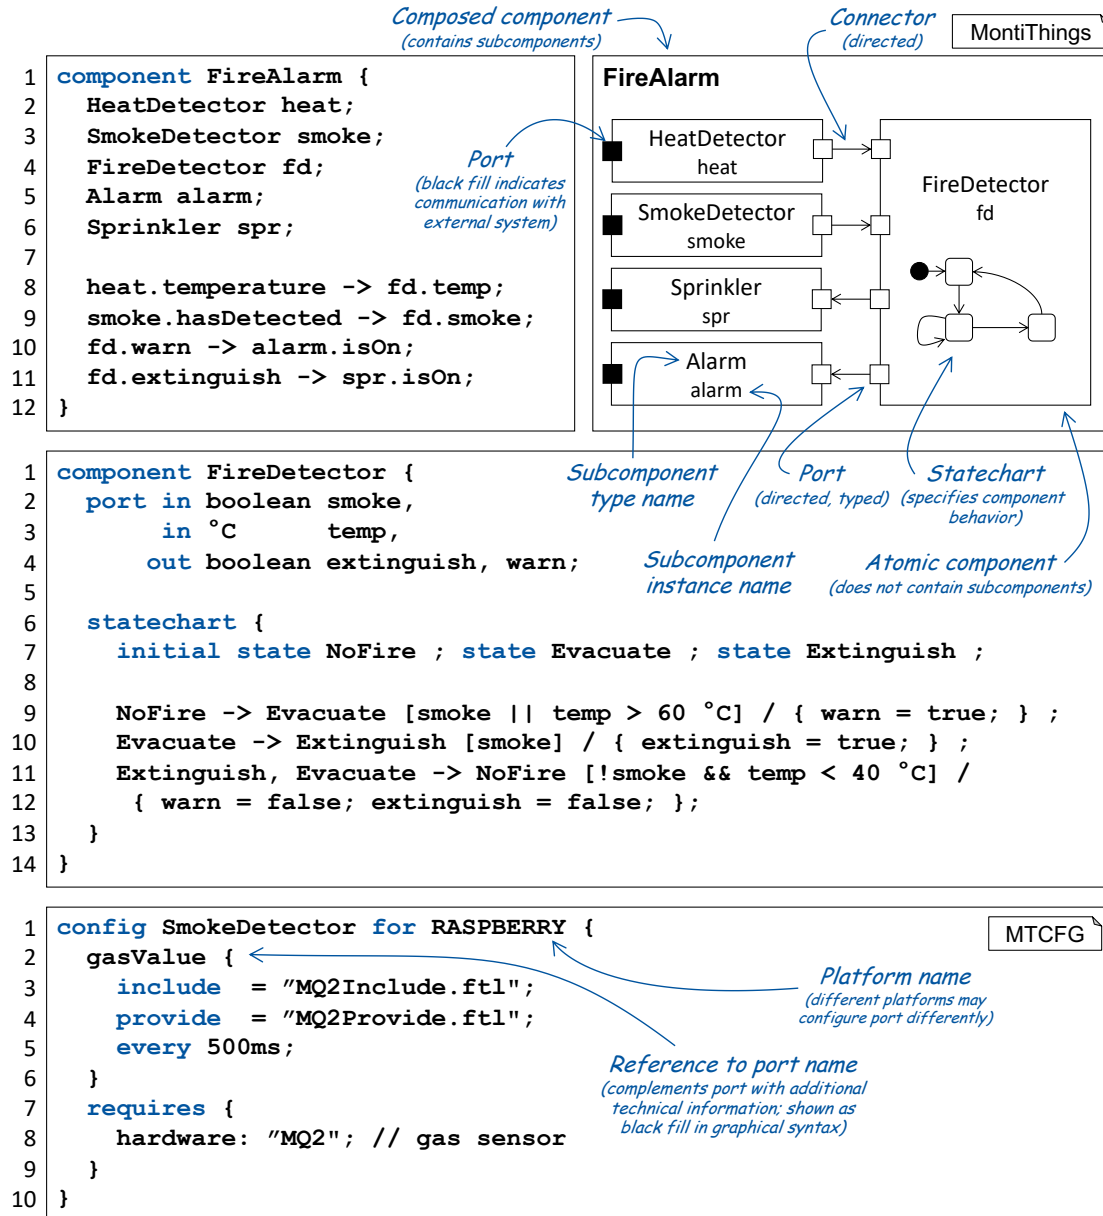 Composed component
(contains subcomponents)
Connector
(directed)
MontiThings
1 component FireAlarm {
2 HeatDetector heat;
3 SmokeDetector smoke;
4 FireDetector fd;
5 Alarm alarm;
6 Sprinkler spr;
7
8 heat.temperature -> fd.temp;
9 smoke.hasDetected -> fd.smoke;
10 fd.warn -> alarm.isOn;
11 fd.extinguish -> spr.isOn;
12 }
Port
(black fill indicates
communication with
external system)
FireAlarm
HeatDetector
heat
SmokeDetector
smoke
Sprinkler
spr
Alarm
alarm
FireDetector
fd
Subcomponent
type name
Port
(directed, typed)
Statechart
(specifies component
behavior)
Subcomponent
instance name
Atomic component
(does not contain subcomponents)
1 component FireDetector {
2 port in boolean smoke,
3 in °C temp,
4 out boolean extinguish, warn;
5
6 statechart {
7 initial state NoFire ; state Evacuate ; state Extinguish ;
8
9 NoFire -> Evacuate [smoke || temp > 60 °C] / { warn = true; } ;
10 Evacuate -> Extinguish [smoke] / { extinguish = true; } ;
11 Extinguish, Evacuate -> NoFire [!smoke && temp < 40 °C] /
12 { warn = false; extinguish = false; };
13 }
14 }
MTCFG
1 config SmokeDetector for RASPBERRY {
2 gasValue {
3 include = ”MQ2Include.ftl";
4 provide = ”MQ2Provide.ftl";
5 every 500ms;
6 }
7 requires {
8 hardware: ”MQ2"; // gas sensor
9 }
10 }
Platform name
(different platforms may
configure port differently)
Reference to port name
(complements port with additional
technical information; shown as
black fill in graphical syntax)